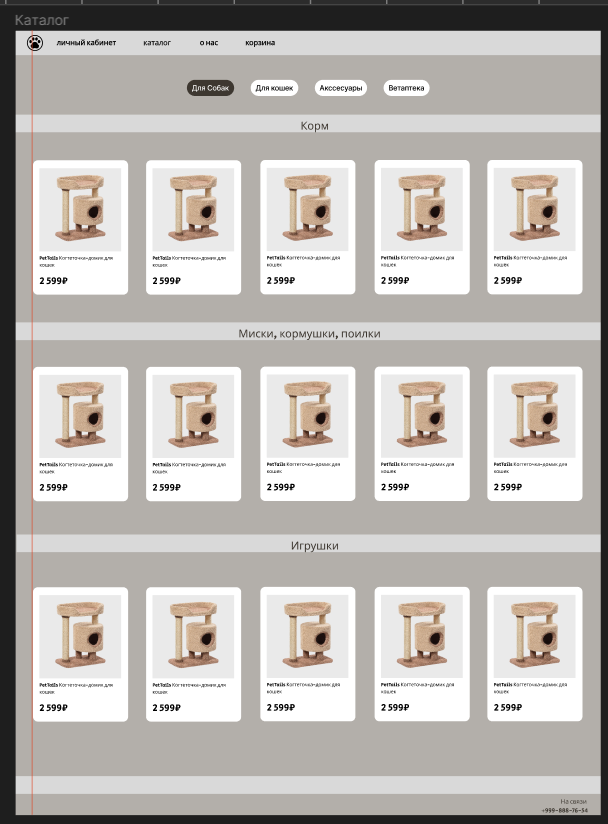 Каталог
личный кабинет каталог о нас корзина
Для Собак Для кошек Акссесуары Ветаптека
Корм
PetTails Когтеточка-домик для кошек
2 599₽
PetTails Когтеточка-домик для кошек
2 599₽
PetTails Когтеточка-домик для кошек
2 599₽
PetTails Когтеточка-домик для кошек
2 599₽
PetTails Когтеточка-домик для кошек
2 599₽
Миски, кормушки, поилки
PetTails Когтеточка-домик для кошек
2 599₽
PetTails Когтеточка-домик для кошек
2 599₽
PetTails Когтеточка-домик для кошек
2 599₽
PetTails Когтеточка-домик для кошек
2 599₽
PetTails Когтеточка-домик для кошек
2 599₽
Игрушки
PetTails Когтеточка-домик для кошек
2 599₽
PetTails Когтеточка-домик для кошек
2 599₽
PetTails Когтеточка-домик для кошек
2 599₽
PetTails Когтеточка-домик для кошек
2 599₽
PetTails Когтеточка-домик для кошек
2 599₽
На связи
+999-888-76-54